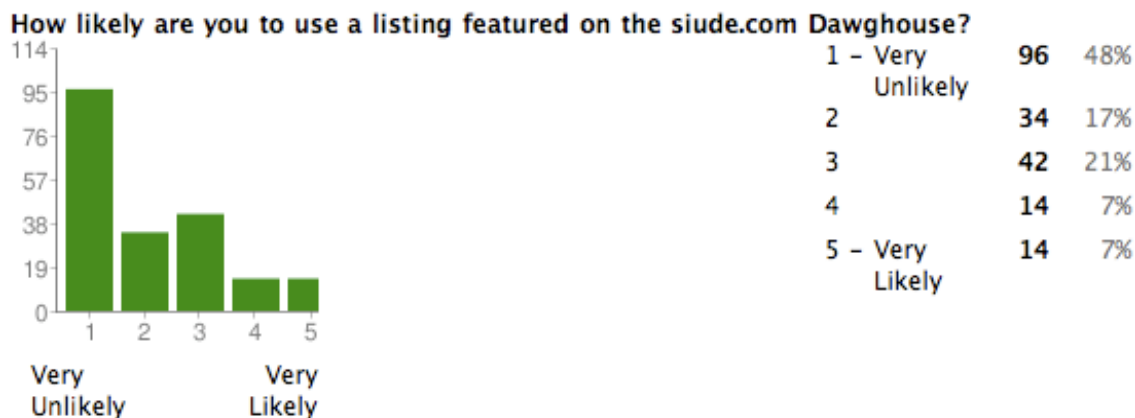 How likely are you to use a listing featured on the siude.com Dawghouse?
114
95
76
57
38
19
0
1 2 3 4 5
Very Very
Unlikely Likely
1 – Very 96 48%
Unlikely
2 34 17%
3 42 21%
4 14 7%
5 – Very 14 7%
Likely